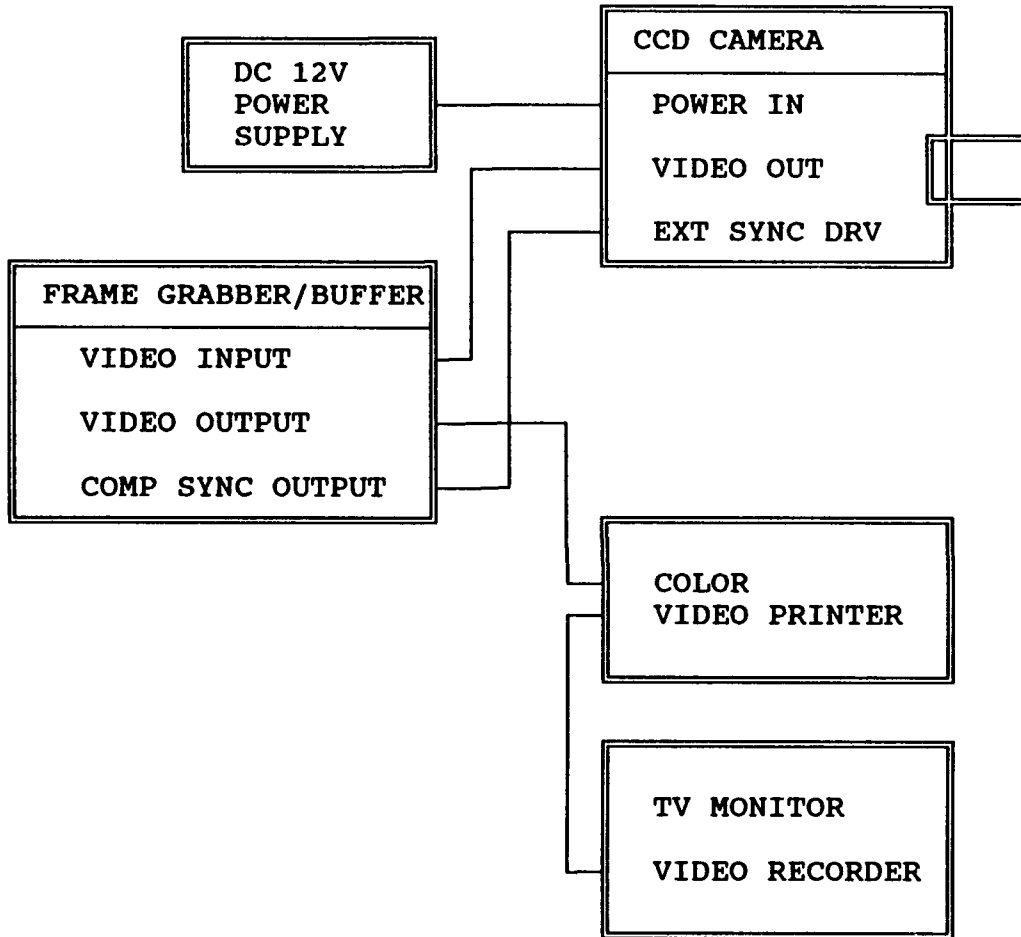 DC 12V
POWER
SUPPLY
CCD CAMERA
POWER IN
VIDEO OUT
EXT SYNC DRV
FRAME GRABBER/BUFFER
VIDEO INPUT
VIDEO OUTPUT
COMP SYNC OUTPUT
COLOR
VIDEO PRINTER
TV MONITOR
VIDEO RECORDER